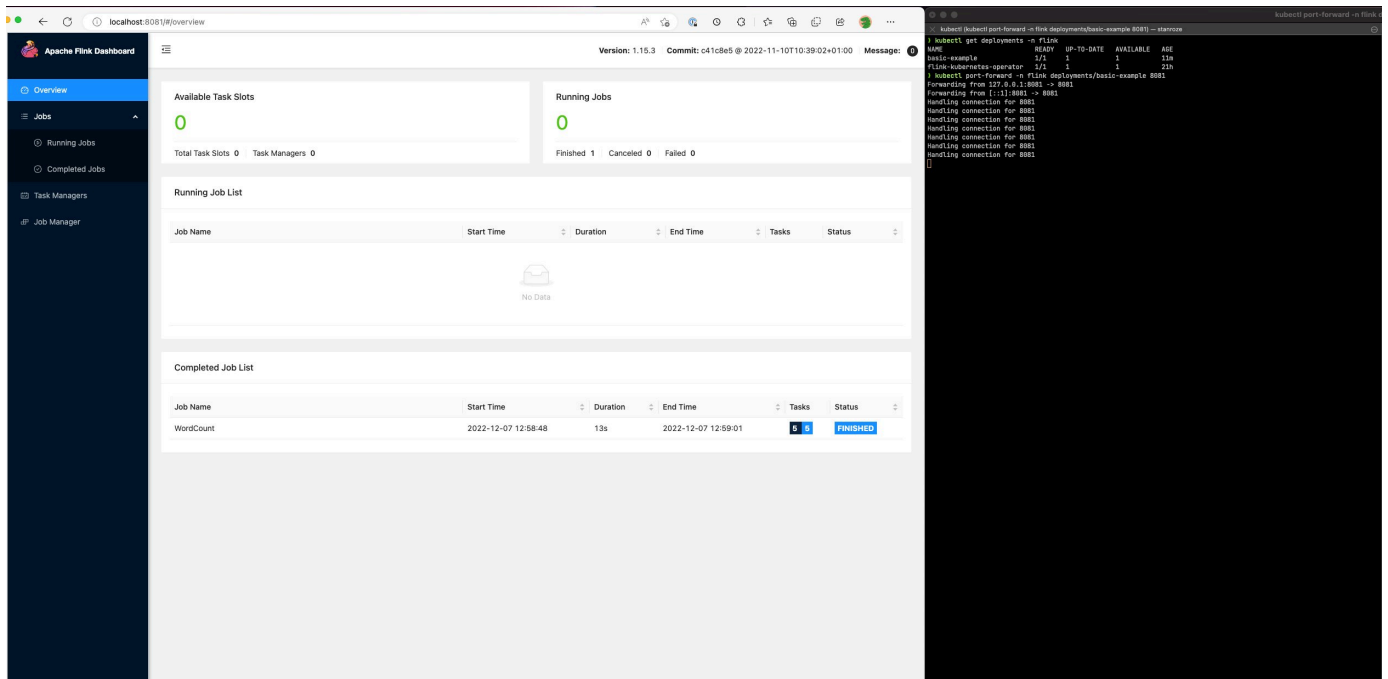 localhost:8081/#/overview
Apache Flink Dashboard
Version: 1.15.3 Commit: c41c8e5 @ 2022-11-10T10:39:02+01:00 Message: 0
Overview
Jobs
Running Jobs
Completed Jobs
Task Managers
Job Manager
Available Task Slots
0
Total Task Slots 0 Task Managers 0
Running Jobs
0
Finished 1 Canceled 0 Failed 0
Running Job List
Job Name Start Time Duration End Time Tasks Status
No Data
Completed Job List
Job Name Start Time Duration End Time Tasks Status
WordCount 2022-12-07 12:58:48 13s 2022-12-07 12:59:01 5 5 FINISHED
kubectl port-forward -n flink d
kubectl (kubectl port-forward -n flink deployments/basic-example 8081) — stanroze
) kubectl get deployments -n flink
NAME READY UP-TO-DATE AVAILABLE AGE
basic-example 1/1 1 1 11m
flink-kubernetes-operator 1/1 1 1 21h
) kubectl port-forward -n flink deployments/basic-example 8081
Forwarding from 127.0.0.1:8081 -> 8081
Forwarding from [::1]:8081 -> 8081
Handling connection for 8081
Handling connection for 8081
Handling connection for 8081
Handling connection for 8081
Handling connection for 8081
Handling connection for 8081
Handling connection for 8081